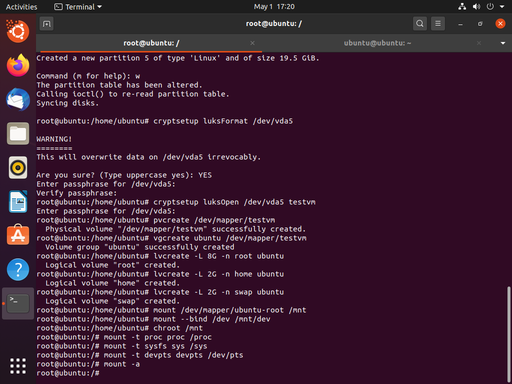 Activities
Terminal
May 1 17:20
root@ubuntu: /
root@ubuntu: /
ubuntu@ubuntu: ~
Created a new partition 5 of type 'Linux' and of size 19.5 GiB.
Command (m for help): w
The partition table has been altered.
Calling ioctl() to re-read partition table.
Syncing disks.
root@ubuntu:/home/ubuntu# cryptsetup luksFormat /dev/vda5
WARNING!
========
This will overwrite data on /dev/vda5 irrevocably.
Are you sure? (Type uppercase yes): YES
Enter passphrase for /dev/vda5:
Verify passphrase:
root@ubuntu:/home/ubuntu# cryptsetup luksOpen /dev/vda5 testvm
Enter passphrase for /dev/vda5:
root@ubuntu:/home/ubuntu# pvcreate /dev/mapper/testvm
Physical volume "/dev/mapper/testvm" successfully created.
root@ubuntu:/home/ubuntu# vgcreate ubuntu /dev/mapper/testvm
Volume group "ubuntu" successfully created
root@ubuntu:/home/ubuntu# lvcreate -L 8G -n root ubuntu
Logical volume "root" created.
root@ubuntu:/home/ubuntu# lvcreate -L 2G -n home ubuntu
Logical volume "home" created.
root@ubuntu:/home/ubuntu# lvcreate -L 2G -n swap ubuntu
Logical volume "swap" created.
root@ubuntu:/home/ubuntu# mount /dev/mapper/ubuntu-root /mnt
root@ubuntu:/home/ubuntu# mount --bind /dev /mnt/dev
root@ubuntu:/home/ubuntu# chroot /mnt
root@ubuntu:/# mount -t proc proc /proc
root@ubuntu:/# mount -t sysfs sys /sys
root@ubuntu:/# mount -t devpts devpts /dev/pts
root@ubuntu:/# mount -a
root@ubuntu:/#